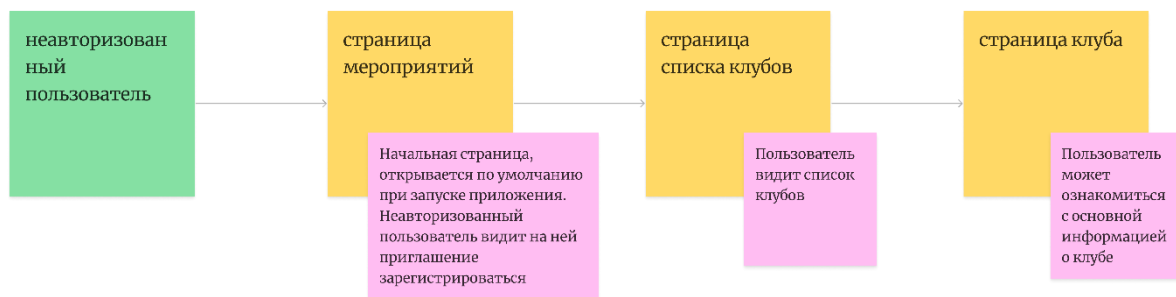 неавторизован
ный
пользователь
страница
мероприятий
страница
списка клубов
страница клуба
Начальная страница,
открывается по умолчанию
при запуске приложения.
Неавторизованный
пользователь видит на ней
приглашение
зарегистрироваться
Пользователь
видит список
клубов
Пользователь
может
ознакомиться
с основной
информацией
о клубе